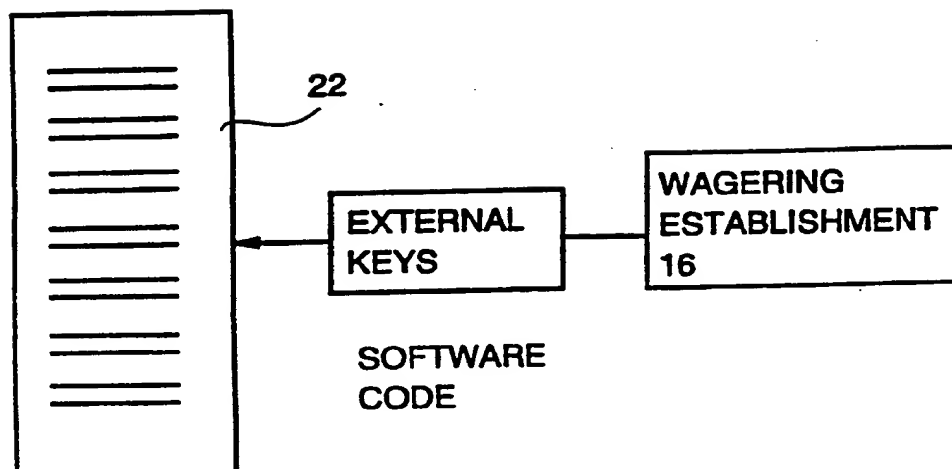 22
EXTERNAL
KEYS
WAGERING
ESTABLISHMENT
16
SOFTWARE
CODE